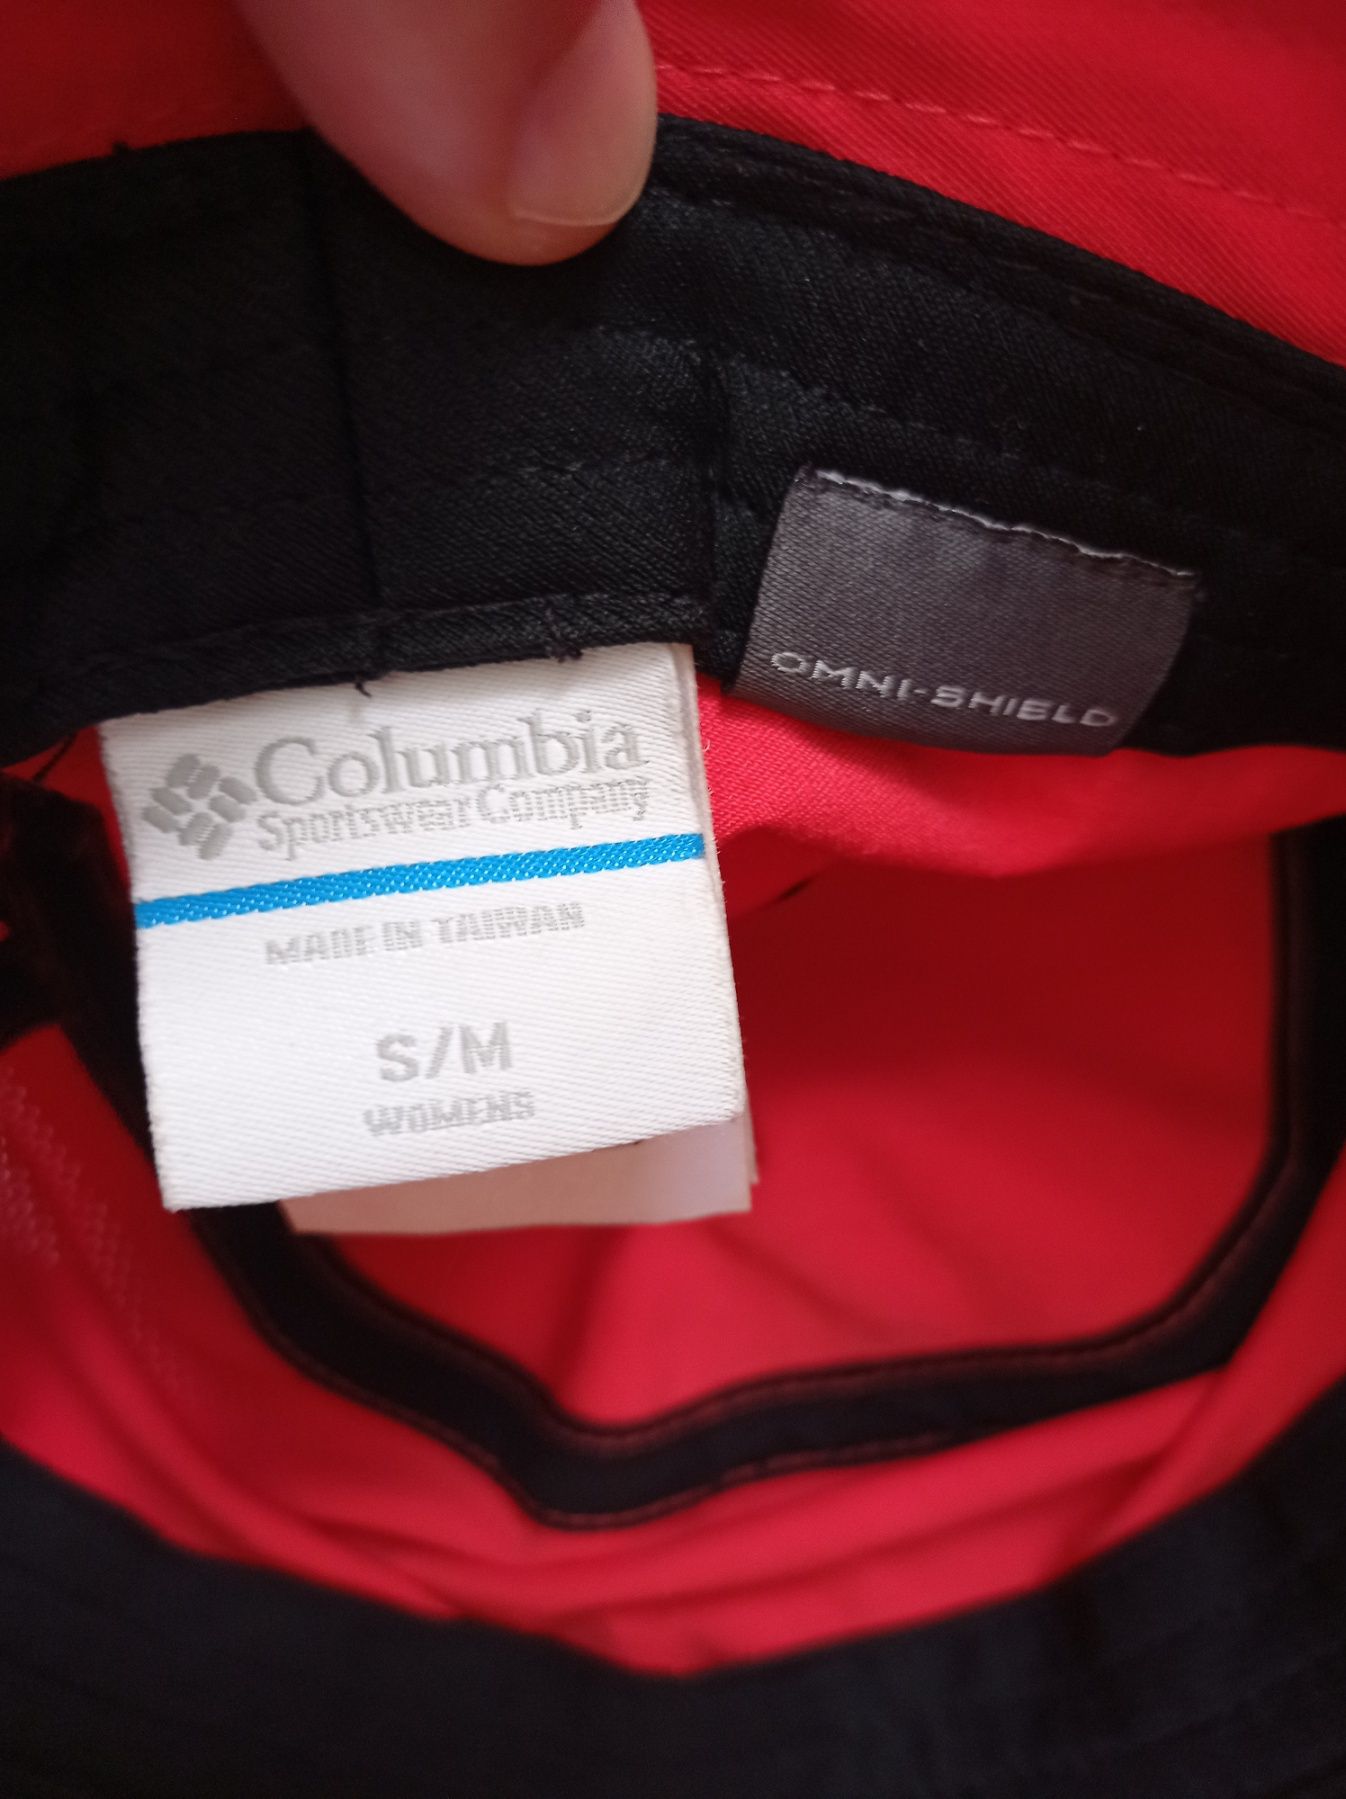 Columbia
Sportswear Company
MADE IN TAIWAN
S/M
WOMENS
OMNI-SHIELD